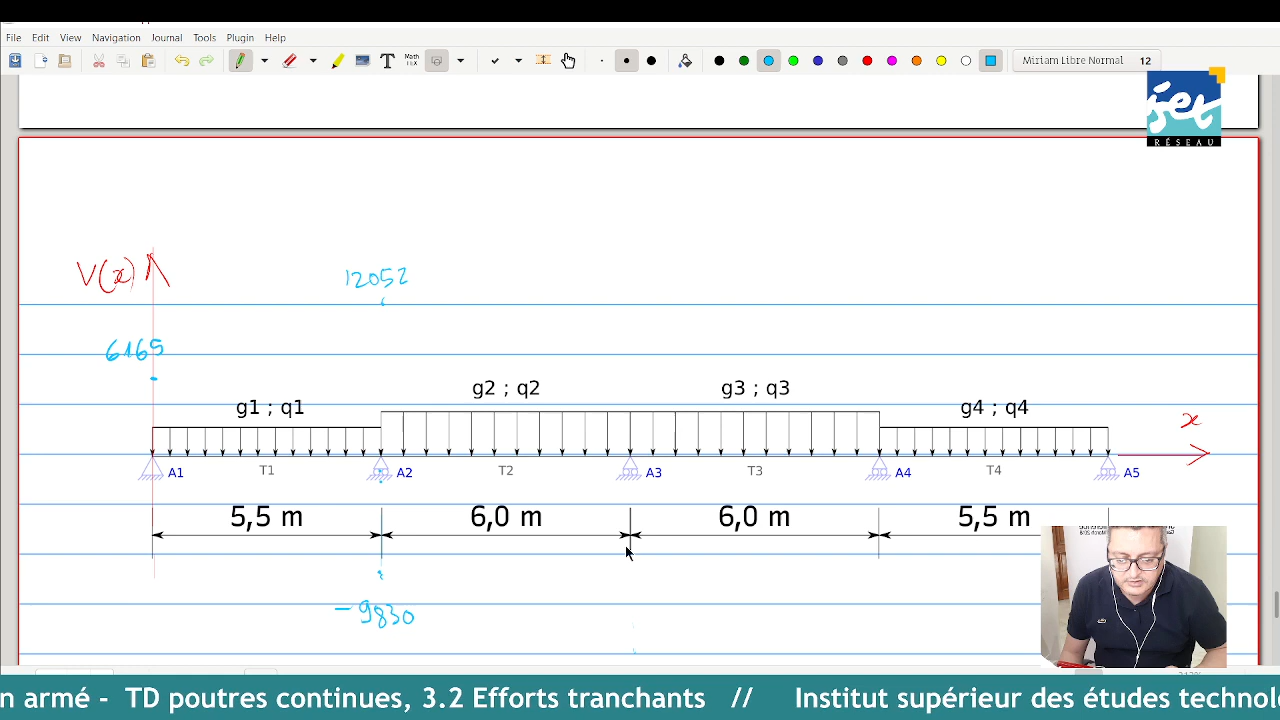 File Edit View Navigation Journal Tools Plugin Help
Miriam Libre Normal 12
iset
RÉSEAU
V(x)
12052
6165
g1 ; q1
g2 ; q2
g3 ; q3
g4 ; q4
x
A1 T1 A2 T2 A3 T3 A4 T4 A5
5,5 m 6,0 m 6,0 m 5,5 m
-9830
n armé - TD poutres continues, 3.2 Efforts tranchants // Institut supérieur des études technol